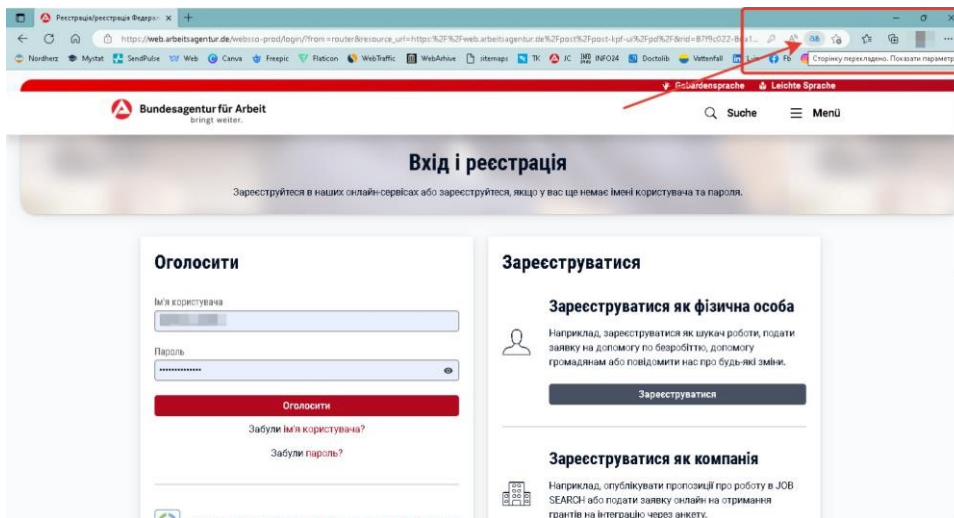 Реєстрація/реєстрація Федерал
https://web.arbeitsagentur.de/websso-prod/login/?from=router&resource_url=https:%2F%2Fweb.arbeitsagentur.de%2Fpost%2Fpost-kpf-ui%2Fpd%2F&rid=87f9c022-
Nordherz Mystat SendPulse Web Canva Freepic Flaticon WebTraffic WebArhive sitemaps TK JC INFO24 Doctolib Vattenfall Fb
Сторінку перекладено. Показати параметр
Gebärdensprache Leichte Sprache
Bundesagentur für Arbeit
bringt weiter.
Suche Menü
Вхід і реєстрація
Зареєструйтеся в наших онлайн-сервісах або зареєструйтеся, якщо у вас ще немає імені користувача та пароля.
Оголосити
Ім'я користувача
Пароль
Оголосити
Забули ім'я користувача?
Забули пароль?
Зареєструватися
Зареєструватися як фізична особа
Наприклад, зареєструватися як шукач роботи, подати
заявку на допомогу по безробіттю, допомогу
громадянам або повідомити нас про будь-які зміни.
Зареєструватися
Зареєструватися як компанія
Наприклад, опублікувати пропозиції про роботу в JOB
SEARCH або подати заявку онлайн на отримання
грантів на інтеграцію через анкету.